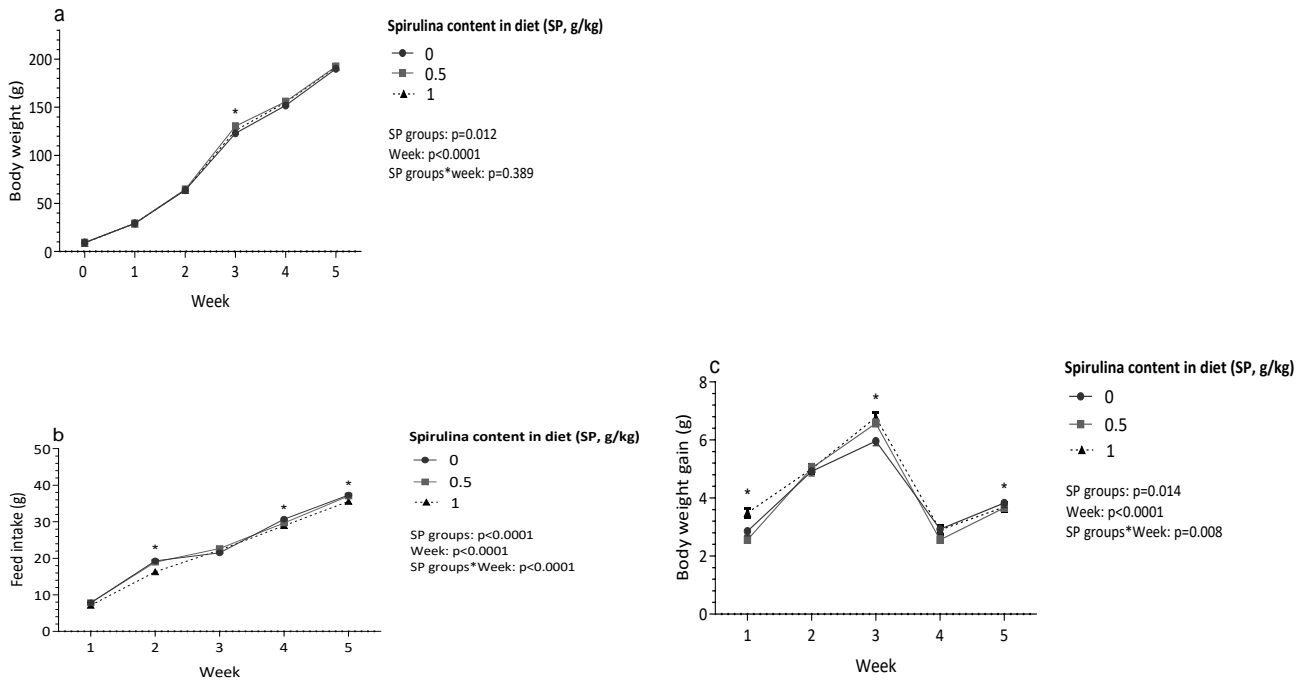 a
Body weight (g)
200
150
100
50
0
0 1 2 3 4 5
Week
*
Spirulina content in diet (SP, g/kg)
0
0.5
1
SP groups: p=0.012
Week: p<0.0001
SP groups*week: p=0.389
b
Feed intake (g)
50
40
30
20
10
0
1 2 3 4 5
Week
*
*
*
Spirulina content in diet (SP, g/kg)
0
0.5
1
SP groups: p<0.0001
Week: p<0.0001
SP groups*Week: p<0.0001
c
Body weight gain (g)
8
6
4
2
0
1 2 3 4 5
Week
*
*
*
Spirulina content in diet (SP, g/kg)
0
0.5
1
SP groups: p=0.014
Week: p<0.0001
SP groups*Week: p=0.008